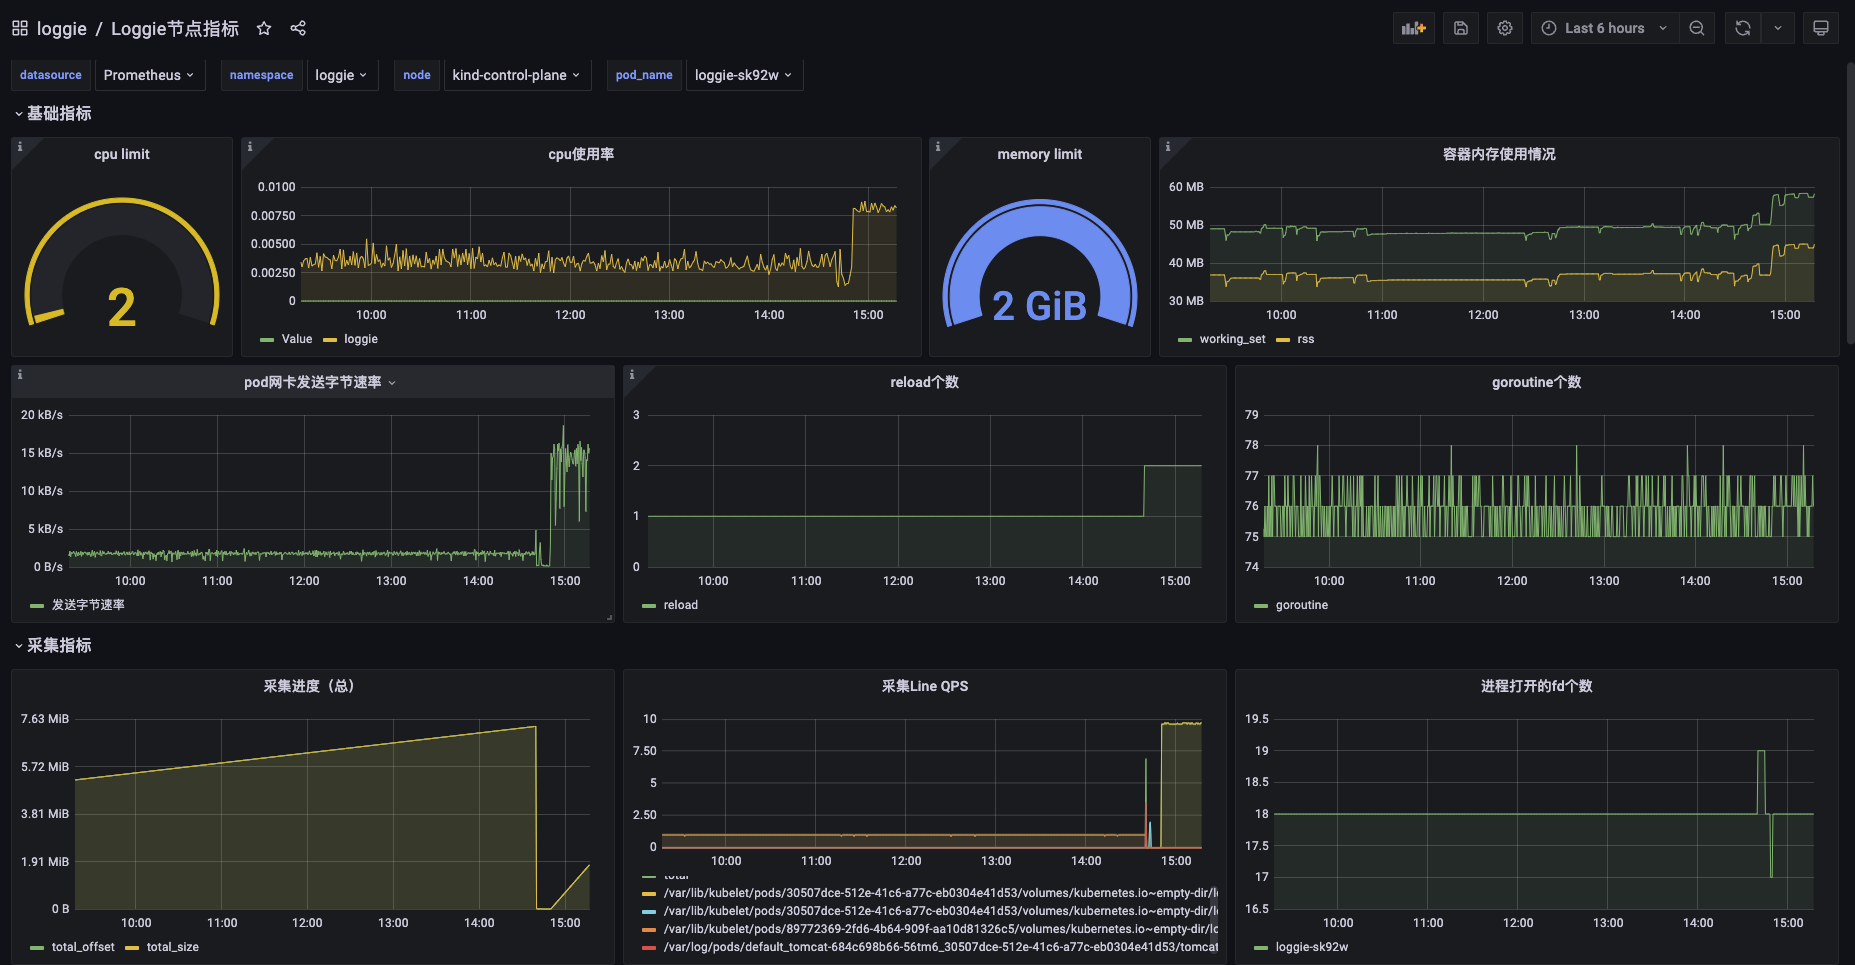 loggie / Loggie节点指标
Last 6 hours
datasource Prometheus namespace loggie node kind-control-plane pod_name loggie-sk92w
基础指标
cpu limit
2
cpu使用率
0.0100
0.00750
0.00500
0.00250
0
10:00 11:00 12:00 13:00 14:00 15:00
Value loggie
memory limit
2 GiB
容器内存使用情况
60 MB
50 MB
40 MB
30 MB
10:00 11:00 12:00 13:00 14:00 15:00
working_set rss
pod网卡发送字节速率
20 kB/s
15 kB/s
10 kB/s
5 kB/s
0 B/s
10:00 11:00 12:00 13:00 14:00 15:00
发送字节速率
reload个数
3
2
1
0
10:00 11:00 12:00 13:00 14:00 15:00
reload
goroutine个数
79
78
77
76
75
74
10:00 11:00 12:00 13:00 14:00 15:00
goroutine
采集指标
采集进度（总）
7.63 MiB
5.72 MiB
3.81 MiB
1.91 MiB
0 B
10:00 11:00 12:00 13:00 14:00 15:00
total_offset total_size
采集Line QPS
10
7.50
5
2.50
0
10:00 11:00 12:00 13:00 14:00 15:00
total
/var/lib/kubelet/pods/30507dce-512e-41c6-a77c-eb0304e41d53/volumes/kubernetes.io~empty-dir/l
/var/lib/kubelet/pods/30507dce-512e-41c6-a77c-eb0304e41d53/volumes/kubernetes.io~empty-dir/l
/var/lib/kubelet/pods/89772369-2fd6-4b64-909f-aa10d81326c5/volumes/kubernetes.io~empty-dir/lo
/var/log/pods/default_tomcat-684c698b66-56tm6_30507dce-512e-41c6-a77c-eb0304e41d53/tomcat
进程打开的fd个数
19.5
19
18.5
18
17.5
17
16.5
10:00 11:00 12:00 13:00 14:00 15:00
loggie-sk92w